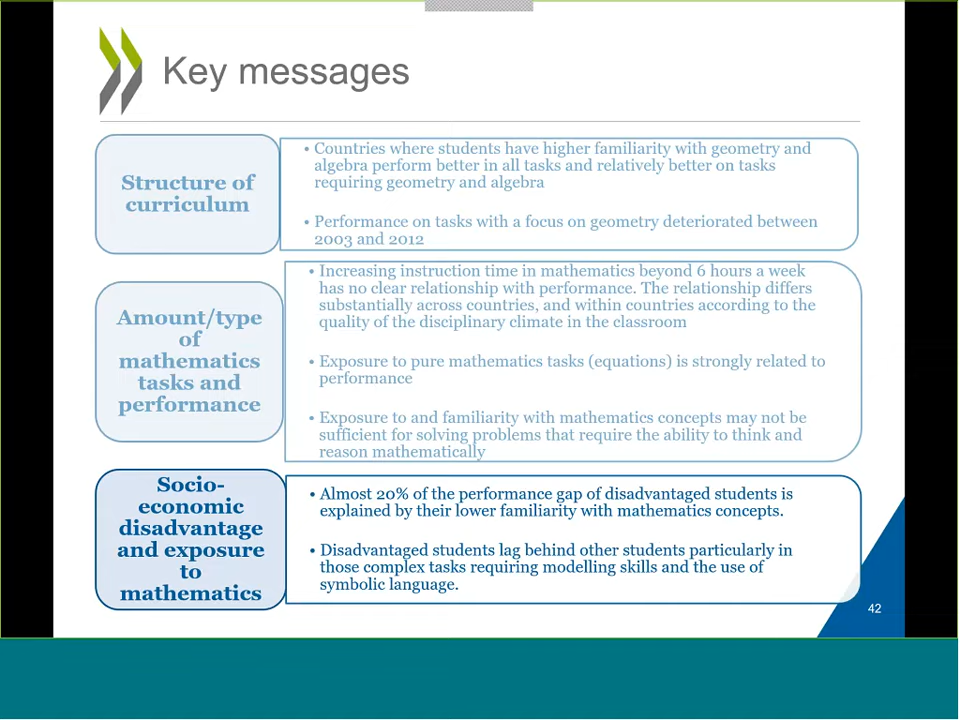 Key messages
Structure of
curriculum
• Countries where students have higher familiarity with geometry and
algebra perform better in all tasks and relatively better on tasks
requiring geometry and algebra
• Performance on tasks with a focus on geometry deteriorated between
2003 and 2012
Amount/type
of
mathematics
tasks and
performance
• Increasing instruction time in mathematics beyond 6 hours a week
has no clear relationship with performance. The relationship differs
substantially across countries, and within countries according to the
quality of the disciplinary climate in the classroom
• Exposure to pure mathematics tasks (equations) is strongly related to
performance
• Exposure to and familiarity with mathematics concepts may not be
sufficient for solving problems that require the ability to think and
reason mathematically
Socio-
economic
disadvantage
and exposure
to
mathematics
• Almost 20% of the performance gap of disadvantaged students is
explained by their lower familiarity with mathematics concepts.
• Disadvantaged students lag behind other students particularly in
those complex tasks requiring modelling skills and the use of
symbolic language.
42